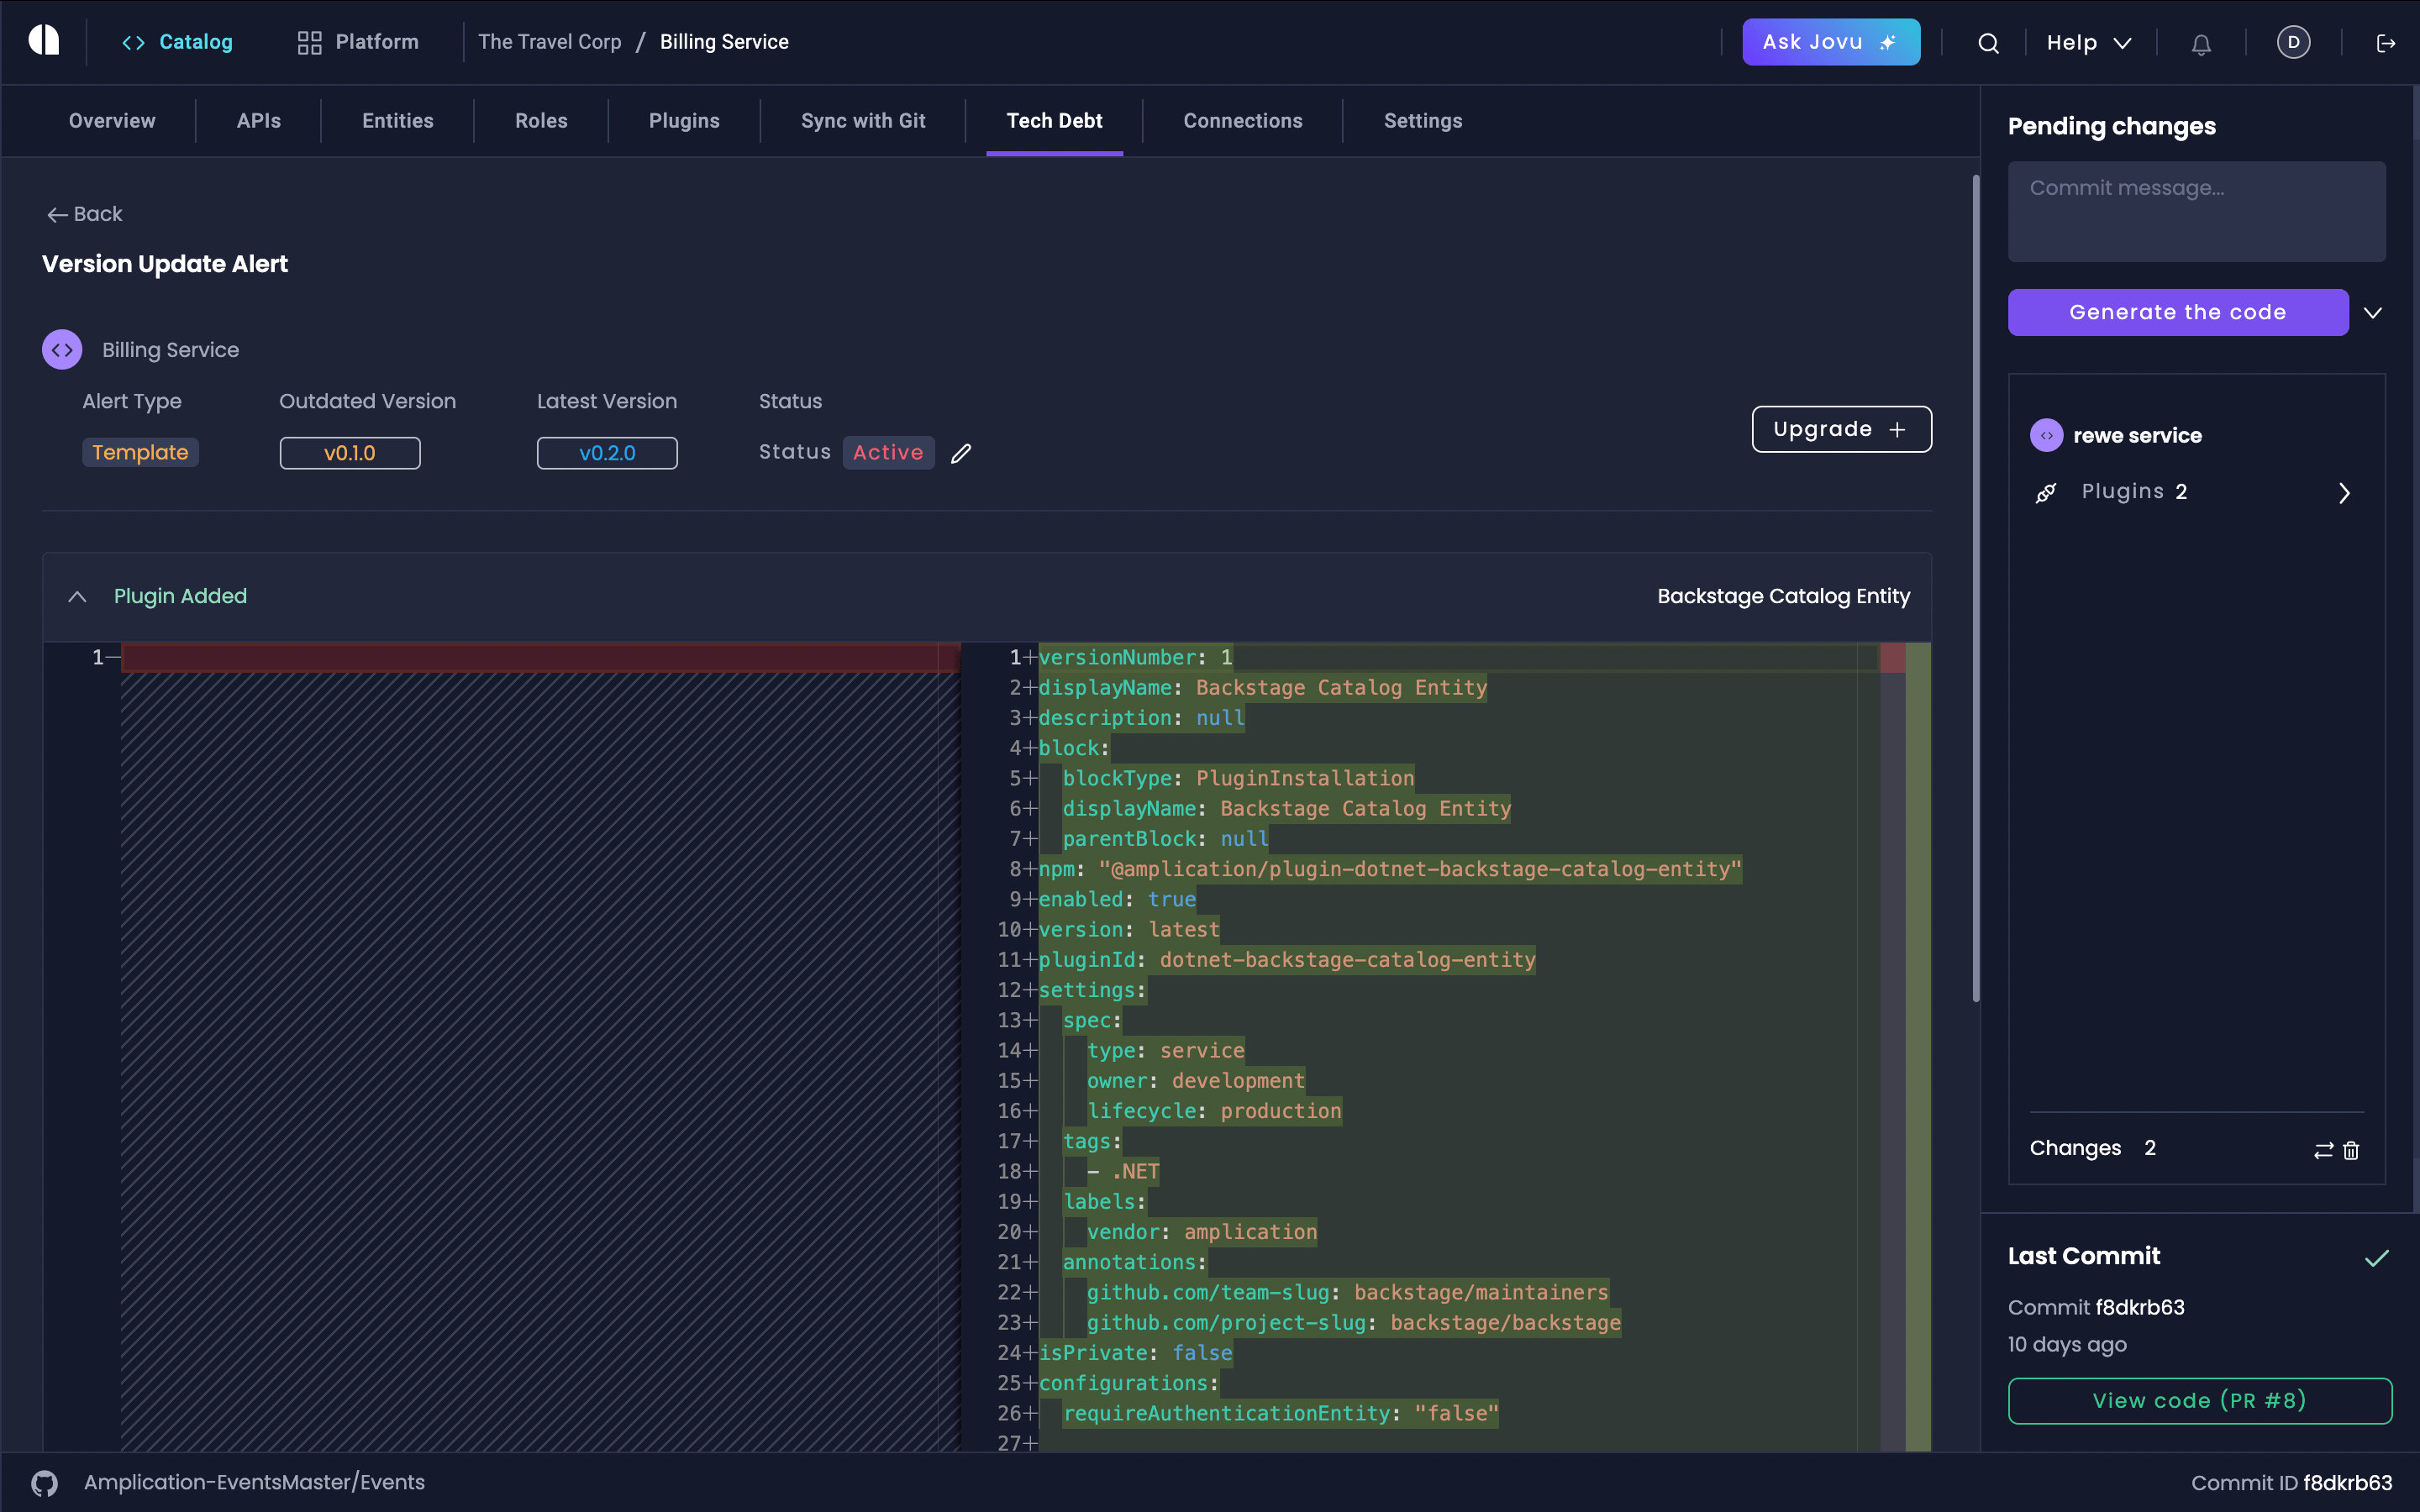 Catalog
Platform
The Travel Corp / Billing Service
Ask Jovu
Help
D
Overview
APIs
Entities
Roles
Plugins
Sync with Git
Tech Debt
Connections
Settings
Back
Version Update Alert
Billing Service
Alert Type
Outdated Version
Latest Version
Status
Template
v0.1.0
v0.2.0
Status Active
Upgrade +
Plugin Added
Backstage Catalog Entity
1—
1+versionNumber: 1
2+displayName: Backstage Catalog Entity
3+description: null
4+block:
5+  blockType: PluginInstallation
6+  displayName: Backstage Catalog Entity
7+  parentBlock: null
8+npm: "@amplication/plugin-dotnet-backstage-catalog-entity"
9+enabled: true
10+version: latest
11+pluginId: dotnet-backstage-catalog-entity
12+settings:
13+  spec:
14+    type: service
15+    owner: development
16+    lifecycle: production
17+  tags:
18+    - .NET
19+  labels:
20+    vendor: amplication
21+  annotations:
22+    github.com/team-slug: backstage/maintainers
23+    github.com/project-slug: backstage/backstage
24+isPrivate: false
25+configurations:
26+  requireAuthenticationEntity: "false"
27+
Pending changes
Commit message...
Generate the code
rewe service
Plugins 2
Changes 2
Last Commit
Commit f8dkrb63
10 days ago
View code (PR #8)
Amplication-EventsMaster/Events
Commit ID f8dkrb63